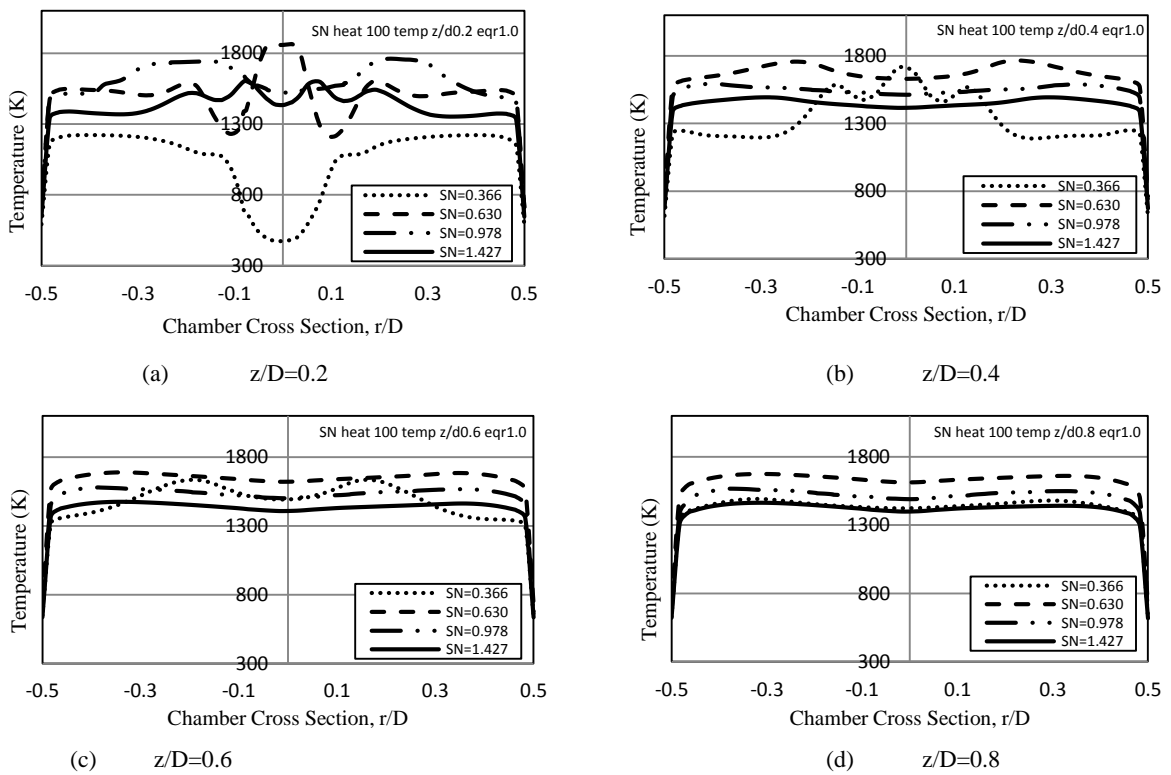 SN heat 100 temp z/d0.2 eqr1.0
1800
1300
800
300
Temperature (K)
SN=0.366
SN=0.630
SN=0.978
SN=1.427
-0.5 -0.3 -0.1 0.1 0.3 0.5
Chamber Cross Section, r/D
(a) z/D=0.2
SN heat 100 temp z/d0.4 eqr1.0
1800
1300
800
300
Temperature (K)
SN=0.366
SN=0.630
SN=0.978
SN=1.427
-0.5 -0.3 -0.1 0.1 0.3 0.5
Chamber Cross Section, r/D
(b) z/D=0.4
SN heat 100 temp z/d0.6 eqr1.0
1800
1300
800
300
Temperature (K)
SN=0.366
SN=0.630
SN=0.978
SN=1.427
-0.5 -0.3 -0.1 0.1 0.3 0.5
Chamber Cross Section, r/D
(c) z/D=0.6
SN heat 100 temp z/d0.8 eqr1.0
1800
1300
800
300
Temperature (K)
SN=0.366
SN=0.630
SN=0.978
SN=1.427
-0.5 -0.3 -0.1 0.1 0.3 0.5
Chamber Cross Section, r/D
(d) z/D=0.8